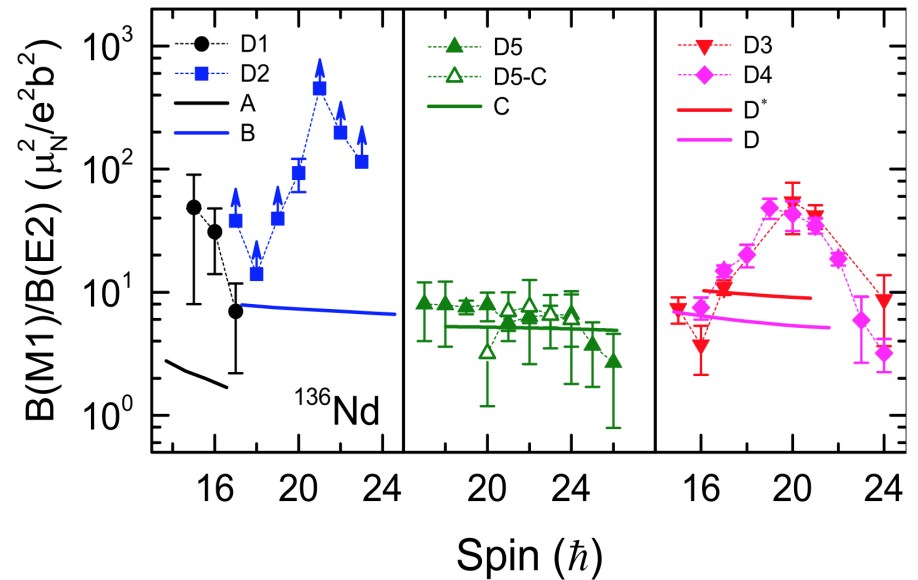 B(M1)/B(E2) (μ²N/e²b²)
10³
10²
10¹
10⁰
D1
D2
A
B
¹³⁶Nd
D5
D5-C
C
D3
D4
D*
D
16 20 24
20 24
16 20 24
Spin (ℏ)